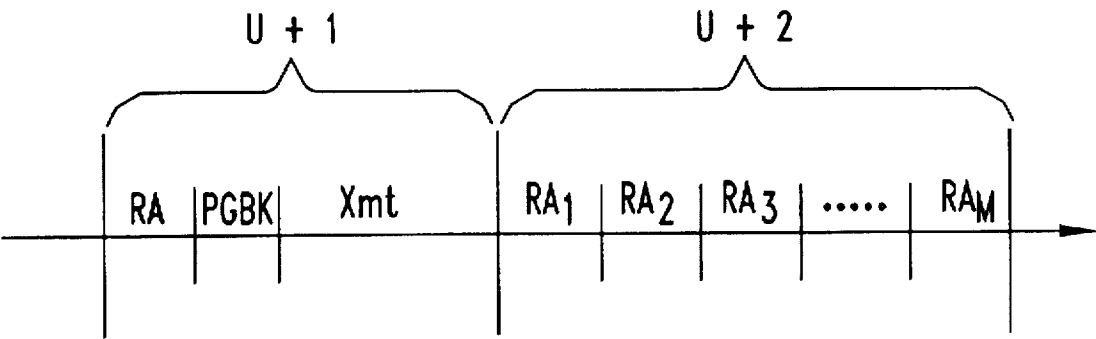 U + 1 U + 2
RA PGBK Xmt RA1 RA2 RA3 ..... RAM